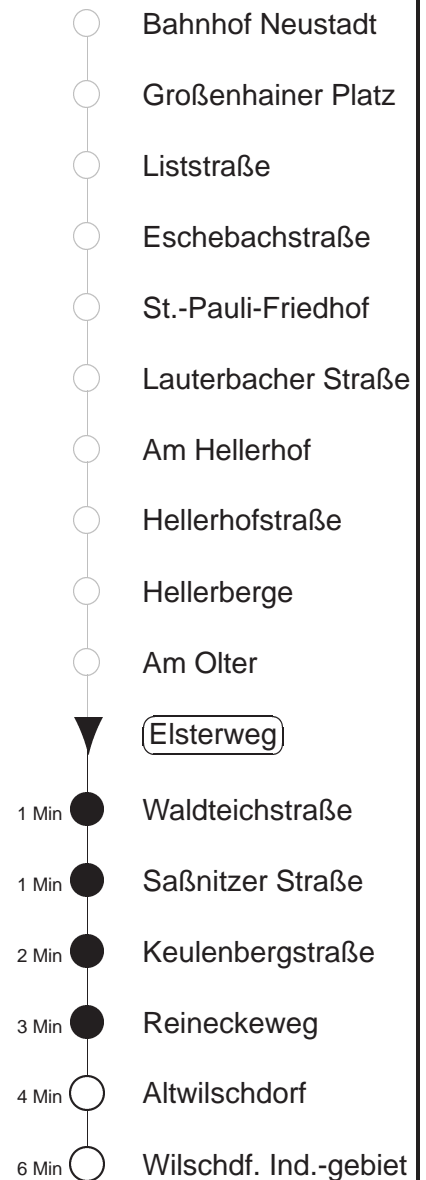 Bahnhof Neustadt
Großenhainer Platz
Liststraße
Eschebachstraße
St.-Pauli-Friedhof
Lauterbacher Straße
Am Hellerhof
Hellerhofstraße
Hellerberge
Am Olter
Elsterweg
1 Min Waldteichstraße
1 Min Saßnitzer Straße
2 Min Keulenbergstraße
3 Min Reineckeweg
4 Min Altwilschdorf
6 Min Wilschdf. Ind.-gebiet